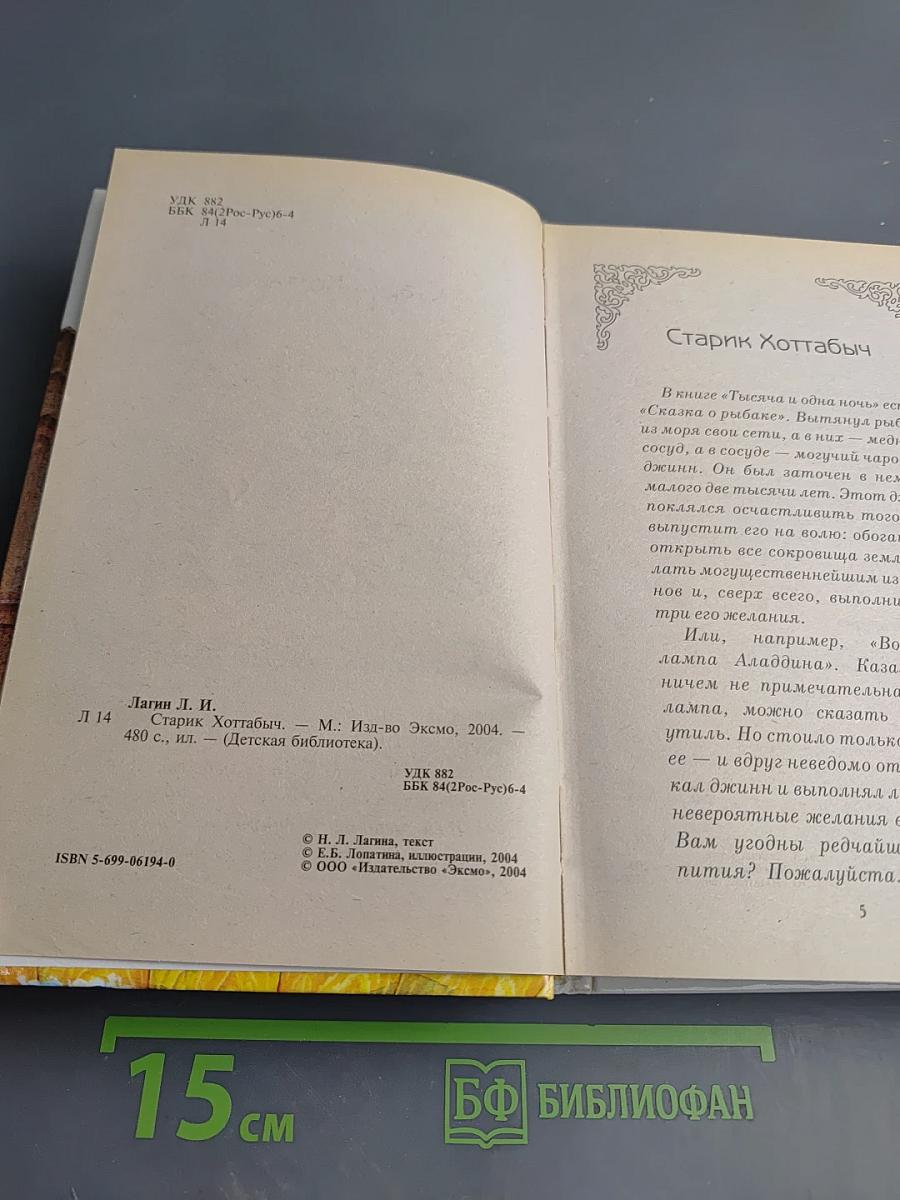 УДК 882
ББК 84(2Рос-Рус)6-4
Л 14
Лагин Л. И.
Л 14 Старик Хоттабыч. — М.: Изд-во Эксмо, 2004. —
480 с., ил. — (Детская библиотека).
УДК 882
ББК 84(2Рос-Рус)6-4
© Н. Л. Лагина, текст
© Е.Б. Лопатина, иллюстрации, 2004
© ООО «Издательство «Эксмо», 2004
ISBN 5-699-06194-0
Старик Хоттабыч
В книге «Тысяча и одна ночь» ес
«Сказка о рыбаке». Вытянул рыб
из моря свои сети, а в них — медн
сосуд, а в сосуде — могучий чаро
джинн. Он был заточен в нем
малого две тысячи лет. Этот д
поклялся осчастливить того
выпустит его на волю: обога
открыть все сокровища земл
лать могущественнейшим из
нов и, сверх всего, выполни
три его желания.
Или, например, «Во
лампа Аладдина». Каза
ничем не примечательна
лампа, можно сказать
утиль. Но стоило только
ее — и вдруг неведомо от
кал джинн и выполнял л
невероятные желания в
Вам угодны редчайш
пития? Пожалуйста.
5
15 см
БФ БИБЛИОФАН